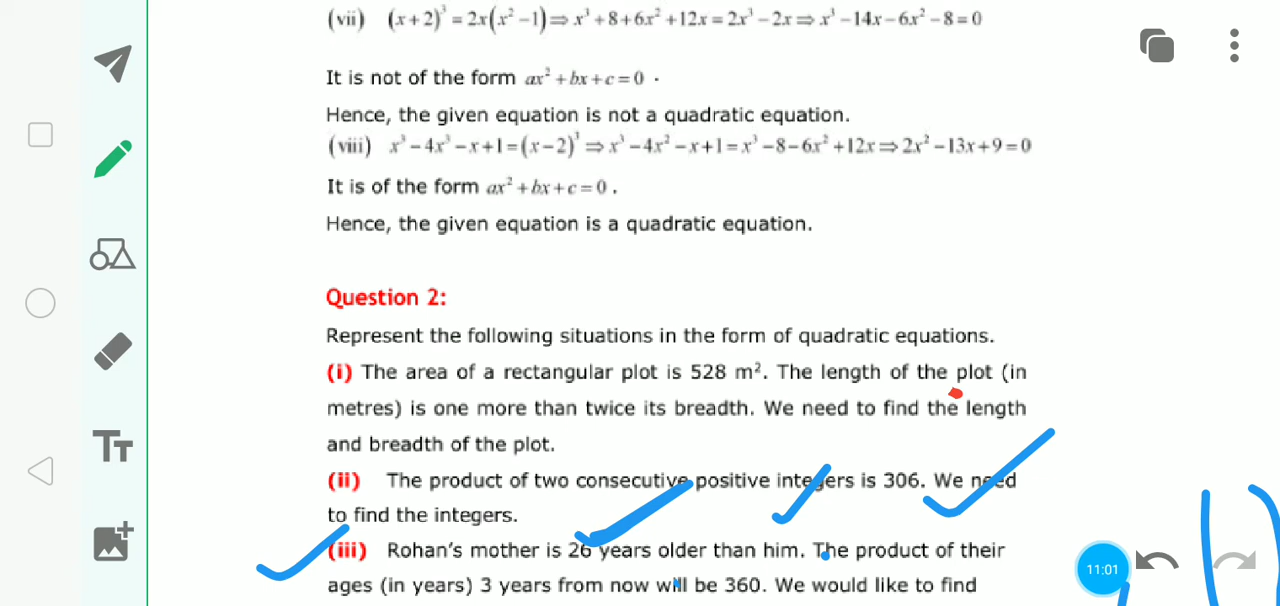 (vii) (x+2)³ = 2x(x² −1) ⇒ x³ +8+6x² +12x = 2x³ −2x ⇒ x³ −14x−6x² −8 = 0
It is not of the form ax² + bx + c = 0 ·
Hence, the given equation is not a quadratic equation.
(viii) x³ −4x³ −x+1=(x−2)³ ⇒ x³ −4x² −x+1= x³ −8−6x² +12x ⇒ 2x² −13x+9=0
It is of the form ax² + bx + c = 0 .
Hence, the given equation is a quadratic equation.
Question 2:
Represent the following situations in the form of quadratic equations.
(i) The area of a rectangular plot is 528 m². The length of the plot (in
metres) is one more than twice its breadth. We need to find the length
and breadth of the plot.
(ii) The product of two consecutive positive integers is 306. We need
to find the integers.
(iii) Rohan's mother is 26 years older than him. The product of their
ages (in years) 3 years from now will be 360. We would like to find
TT
11:01